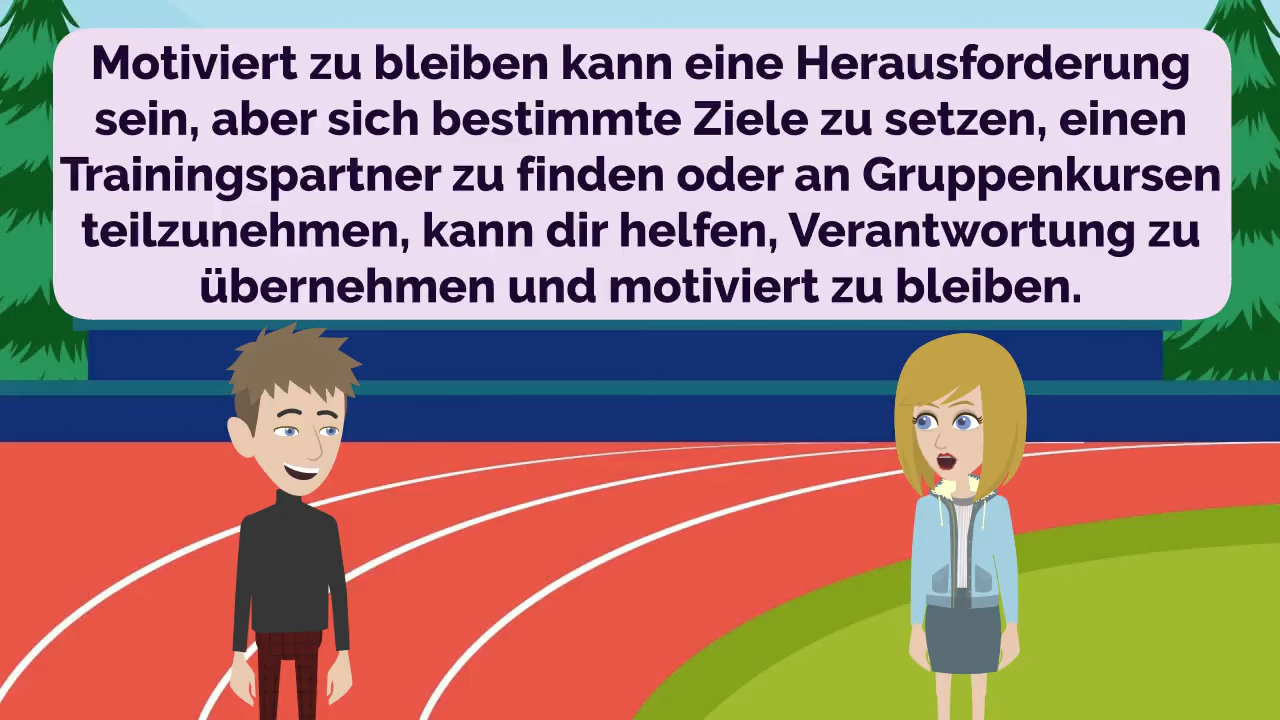 Motiviert zu bleiben kann eine Herausforderung
sein, aber sich bestimmte Ziele zu setzen, einen
Trainingspartner zu finden oder an Gruppenkursen
teilzunehmen, kann dir helfen, Verantwortung zu
übernehmen und motiviert zu bleiben.